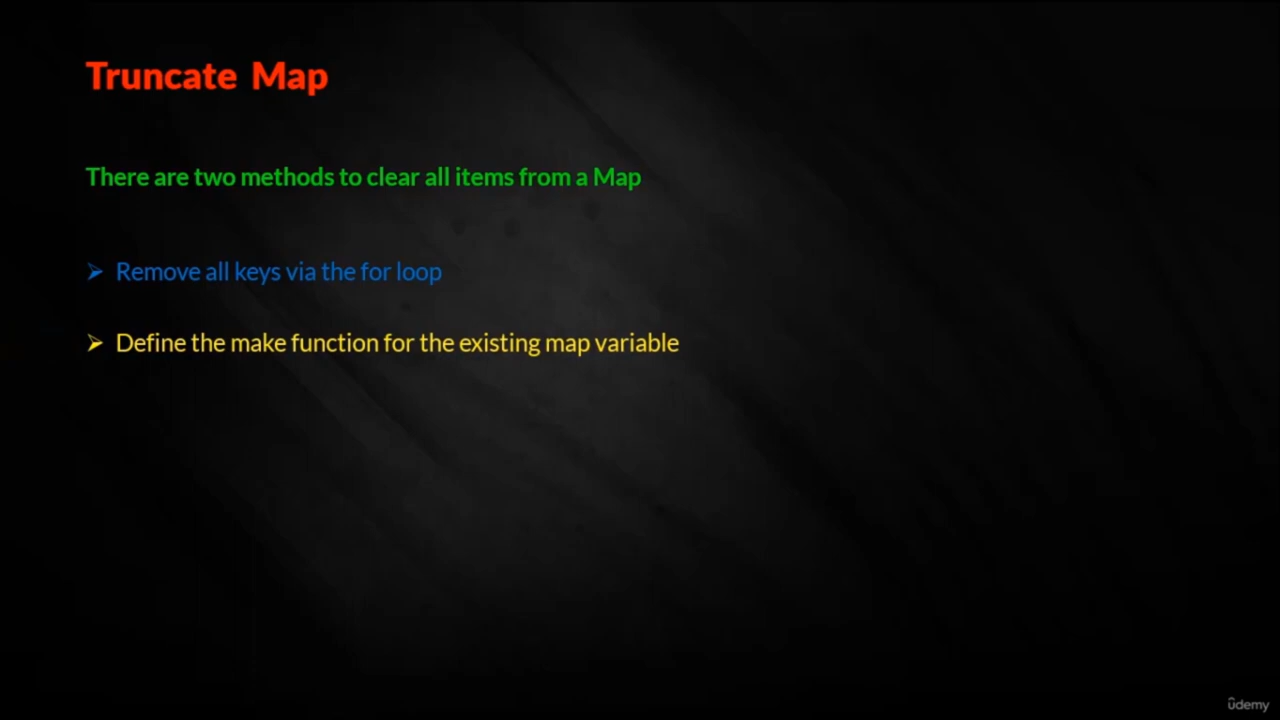 Truncate Map
There are two methods to clear all items from a Map
➢ Remove all keys via the for loop
➢ Define the make function for the existing map variable
ûdemy